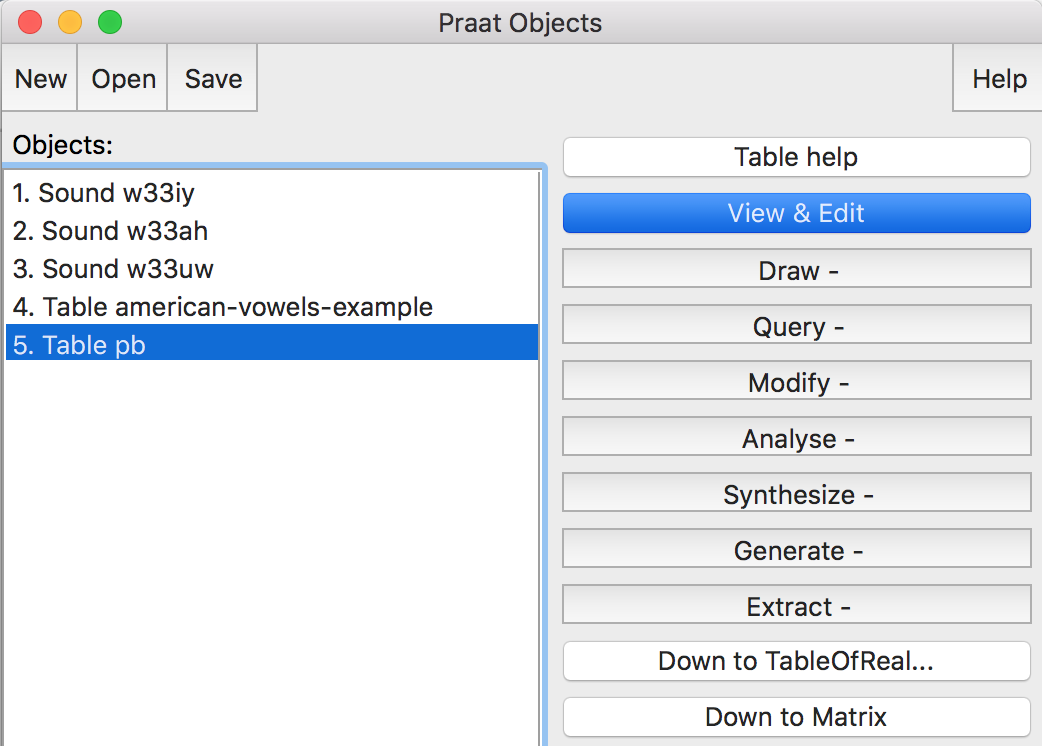 Praat Objects
New Open Save Help
Objects:
1. Sound w33iy
2. Sound w33ah
3. Sound w33uw
4. Table american-vowels-example
5. Table pb
Table help
View & Edit
Draw -
Query -
Modify -
Analyse -
Synthesize -
Generate -
Extract -
Down to TableOfReal...
Down to Matrix